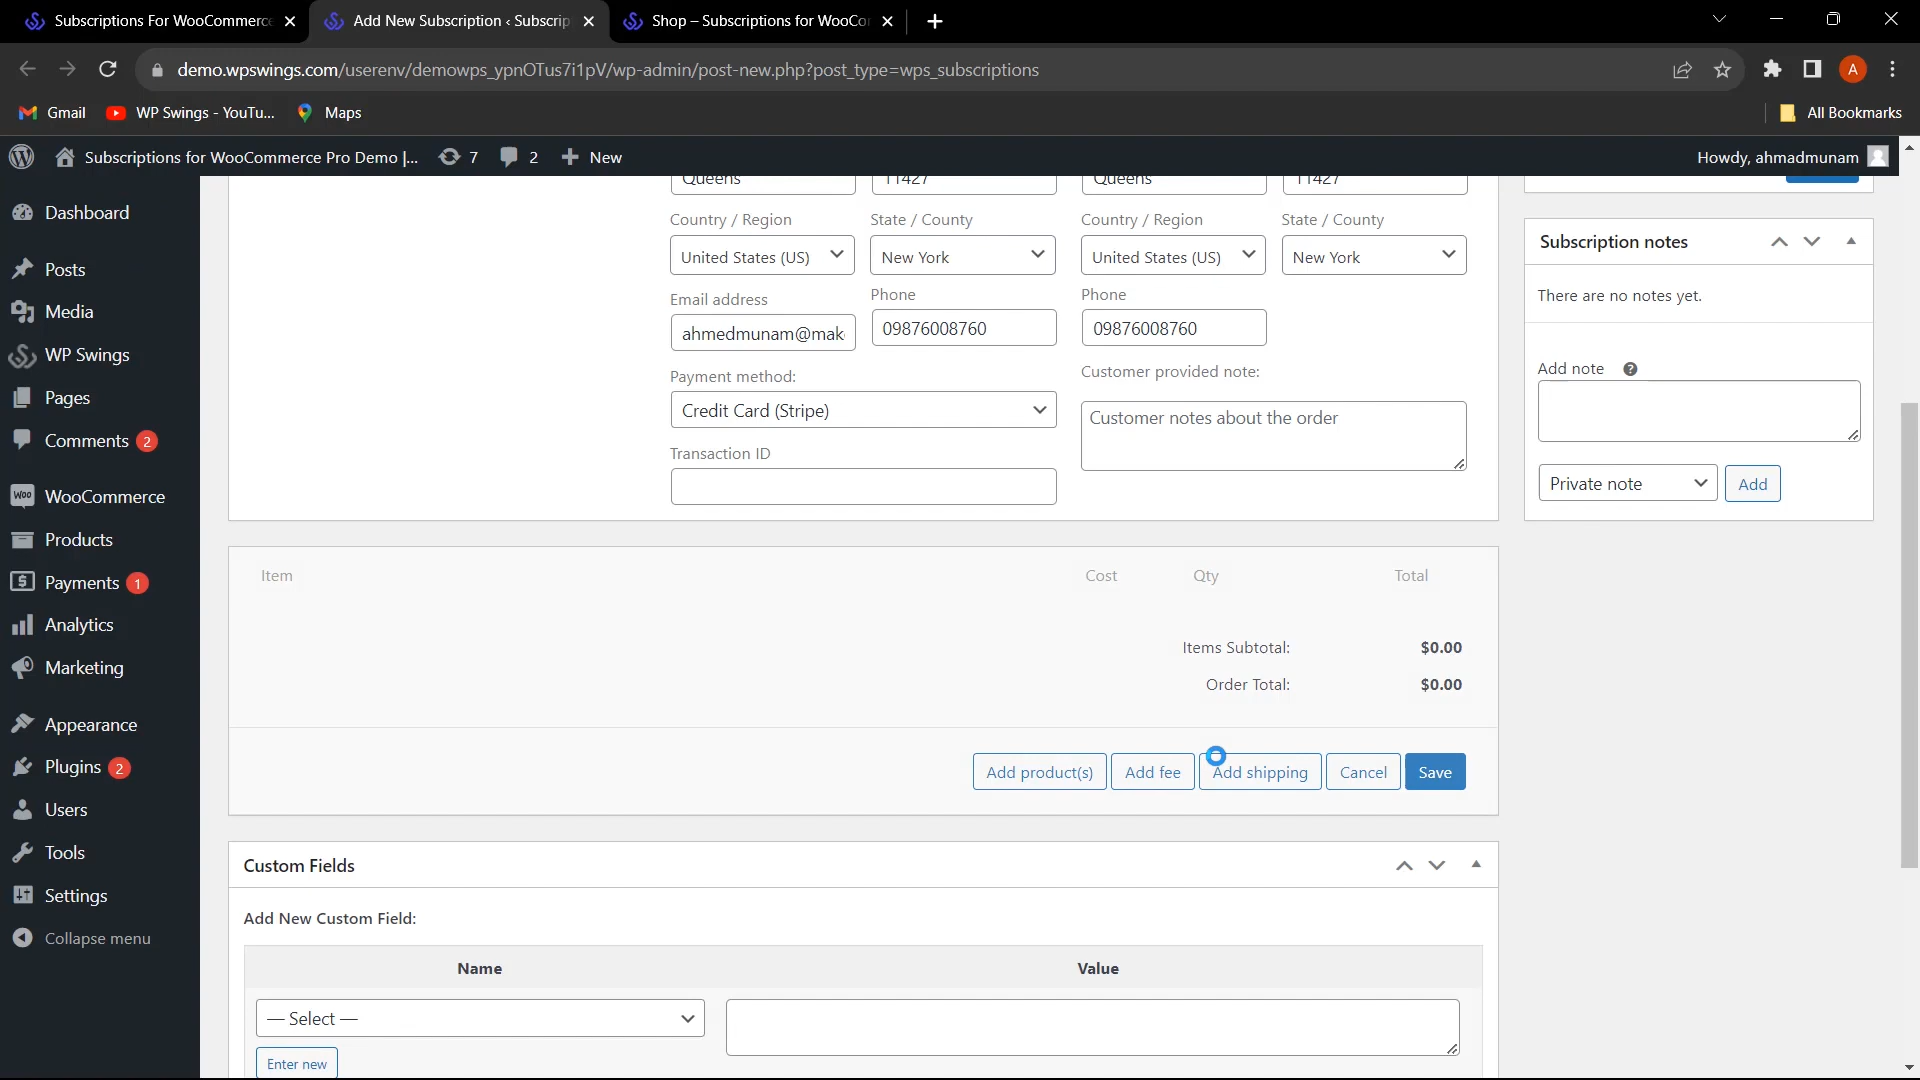 Subscriptions For WooCommerce
Add New Subscription ‹ Subscrip
Shop – Subscriptions for WooCo
demo.wpswings.com/userenv/demowps_ypnOTus7i1pV/wp-admin/post-new.php?post_type=wps_subscriptions
A
Gmail
WP Swings - YouTu...
Maps
All Bookmarks
Subscriptions for WooCommerce Pro Demo |...
7
2
New
Howdy, ahmadmunam
Dashboard
Posts
Media
WP Swings
Pages
Comments 2
WooCommerce
Products
Payments 1
Analytics
Marketing
Appearance
Plugins 2
Users
Tools
Settings
Collapse menu
Queens
11427
Queens
11427
Country / Region
State / County
Country / Region
State / County
United States (US)
New York
United States (US)
New York
Email address
Phone
Phone
ahmedmunam@mak
09876008760
09876008760
Payment method:
Customer provided note:
Credit Card (Stripe)
Customer notes about the order
Transaction ID
Subscription notes
There are no notes yet.
Add note ?
Private note
Add
Item
Cost
Qty
Total
Items Subtotal:
$0.00
Order Total:
$0.00
Add product(s)
Add fee
Add shipping
Cancel
Save
Custom Fields
Add New Custom Field:
Name
Value
— Select —
Enter new